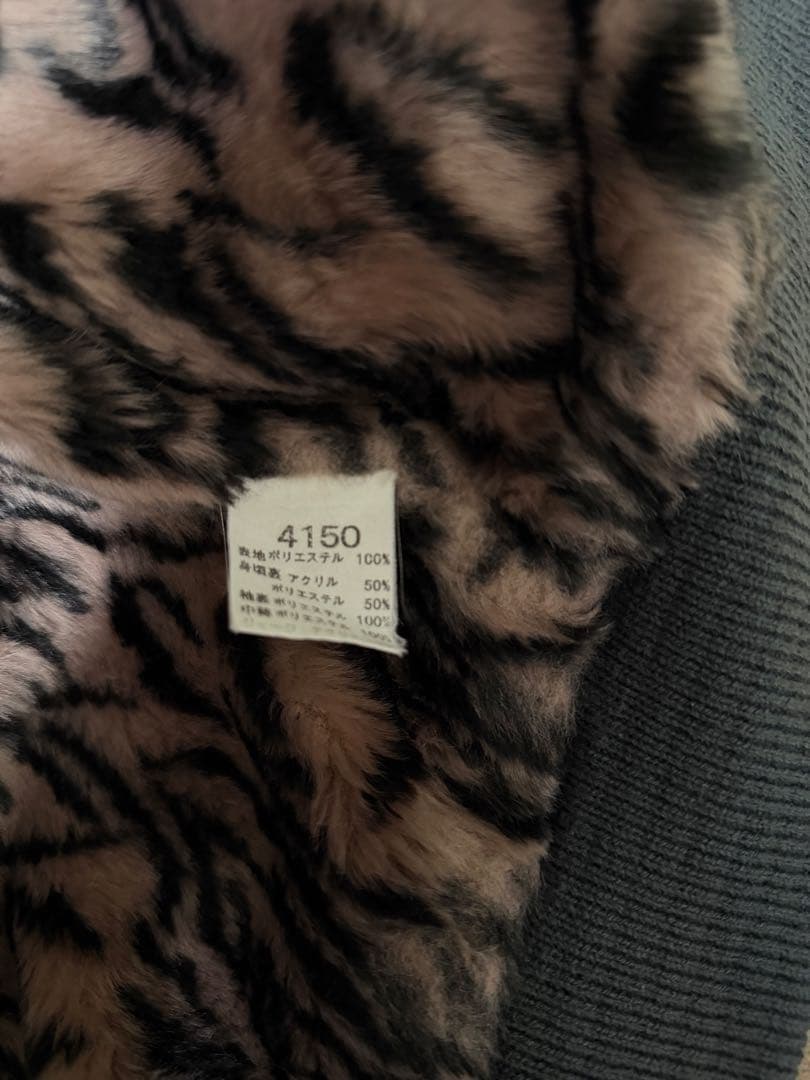 4150
表地ポリエステル 100%
身頃裏 アクリル 50%
ポリエステル 50%
袖裏 ポリエステル 100%
中綿 ポリエステル 100%